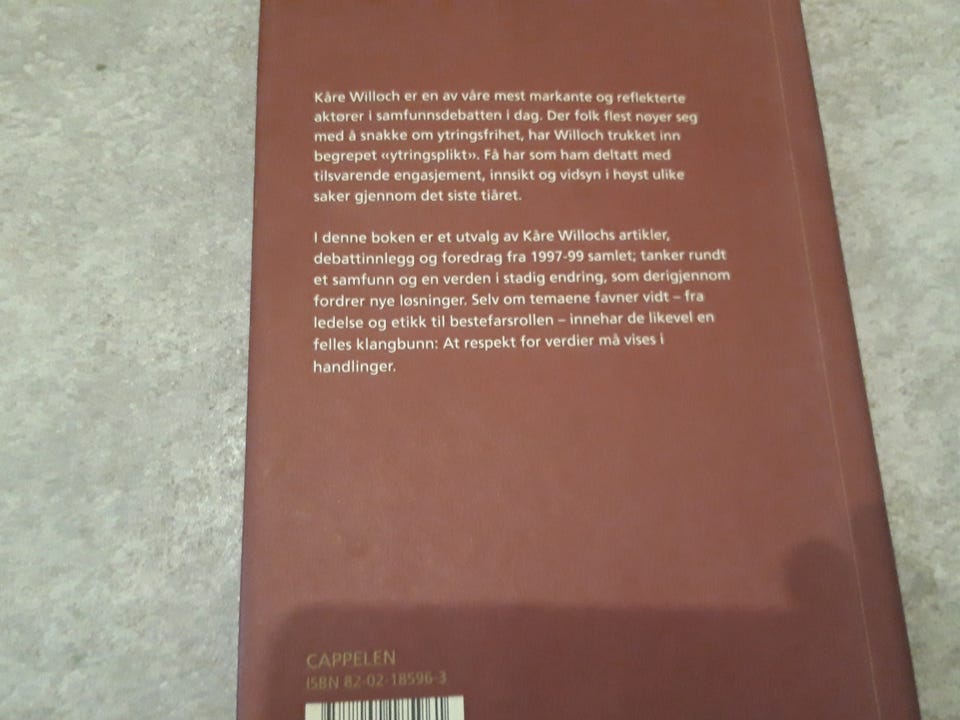 Kåre Willoch er en av våre mest markante og reflekterte
aktører i samfunnsdebatten i dag. Der folk flest nøyer seg
med å snakke om ytringsfrihet, har Willoch trukket inn
begrepet «ytringsplikt». Få har som ham deltatt med
tilsvarende engasjement, innsikt og vidsyn i høyst ulike
saker gjennom det siste tiåret.
I denne boken er et utvalg av Kåre Willochs artikler,
debattinnlegg og foredrag fra 1997-99 samlet; tanker rundt
et samfunn og en verden i stadig endring, som derigjennom
fordrer nye løsninger. Selv om temaene favner vidt – fra
ledelse og etikk til bestefarsrollen – innehar de likevel en
felles klangbunn: At respekt for verdier må vises i
handlinger.
CAPPELEN
ISBN 82-02-18596-3